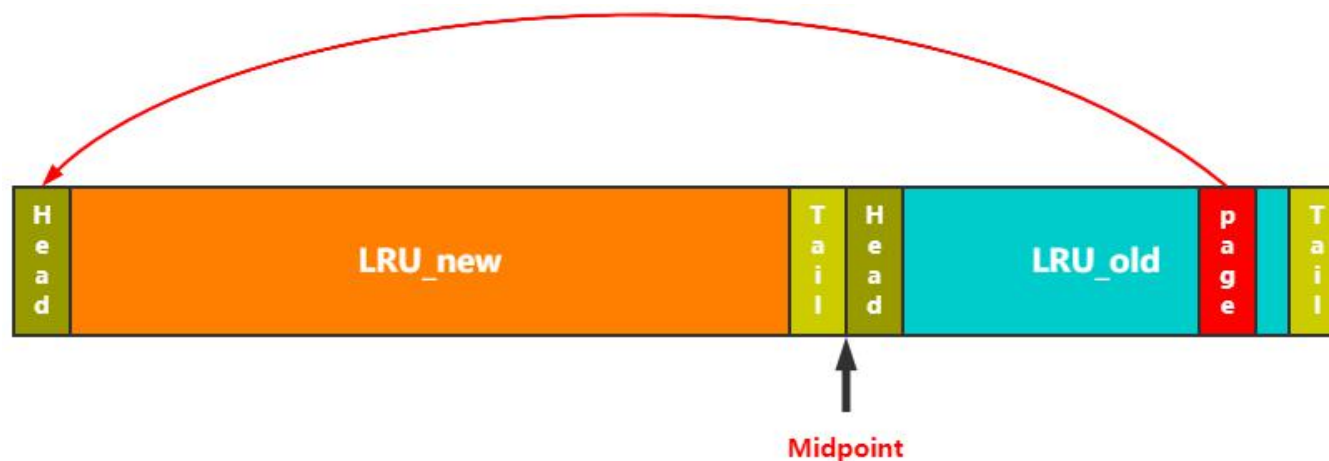 Head
LRU_new
Tail
Head
LRU_old
page
Tail
Midpoint